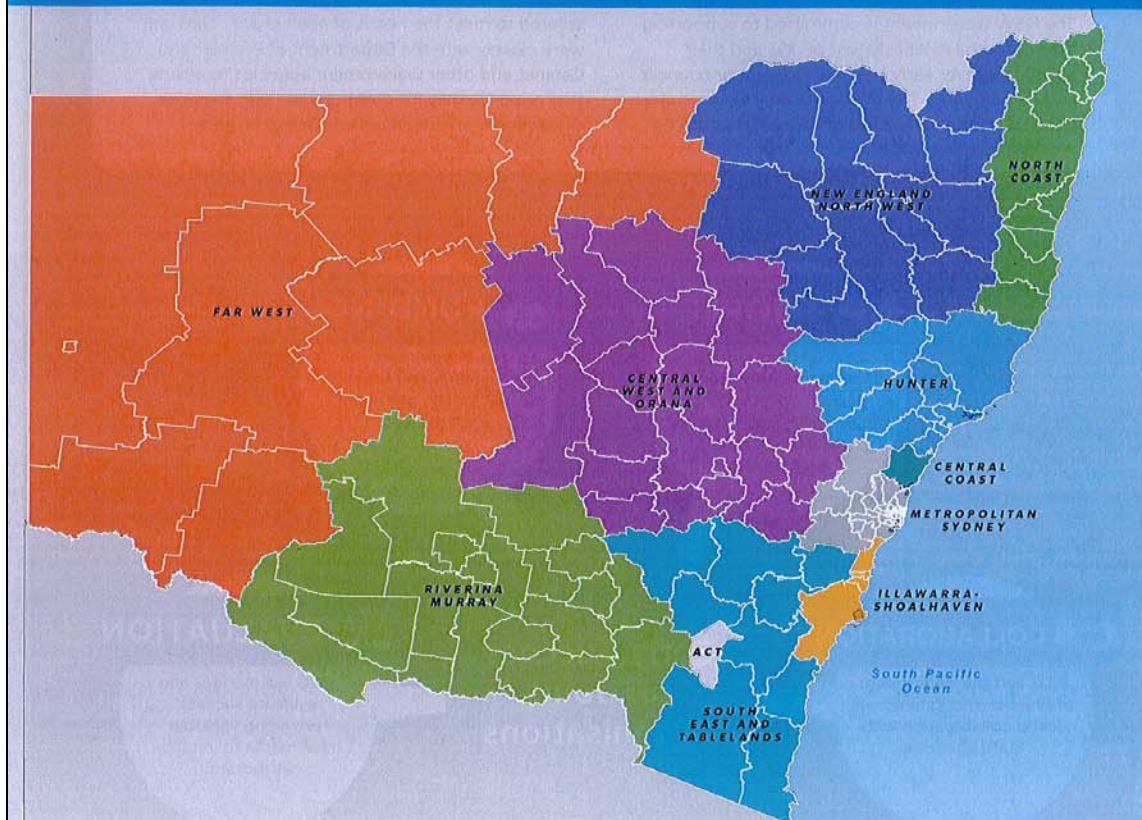 NORTH
COAST
NEW ENGLAND
NORTH WEST
FAR WEST
CENTRAL
WEST AND
ORANA
HUNTER
CENTRAL
COAST
METROPOLITAN
SYDNEY
RIVERINA
MURRAY
ILLAWARRA-
SHOALHAVEN
ACT
South Pacific
Ocean
SOUTH
EAST AND
TABLELANDS